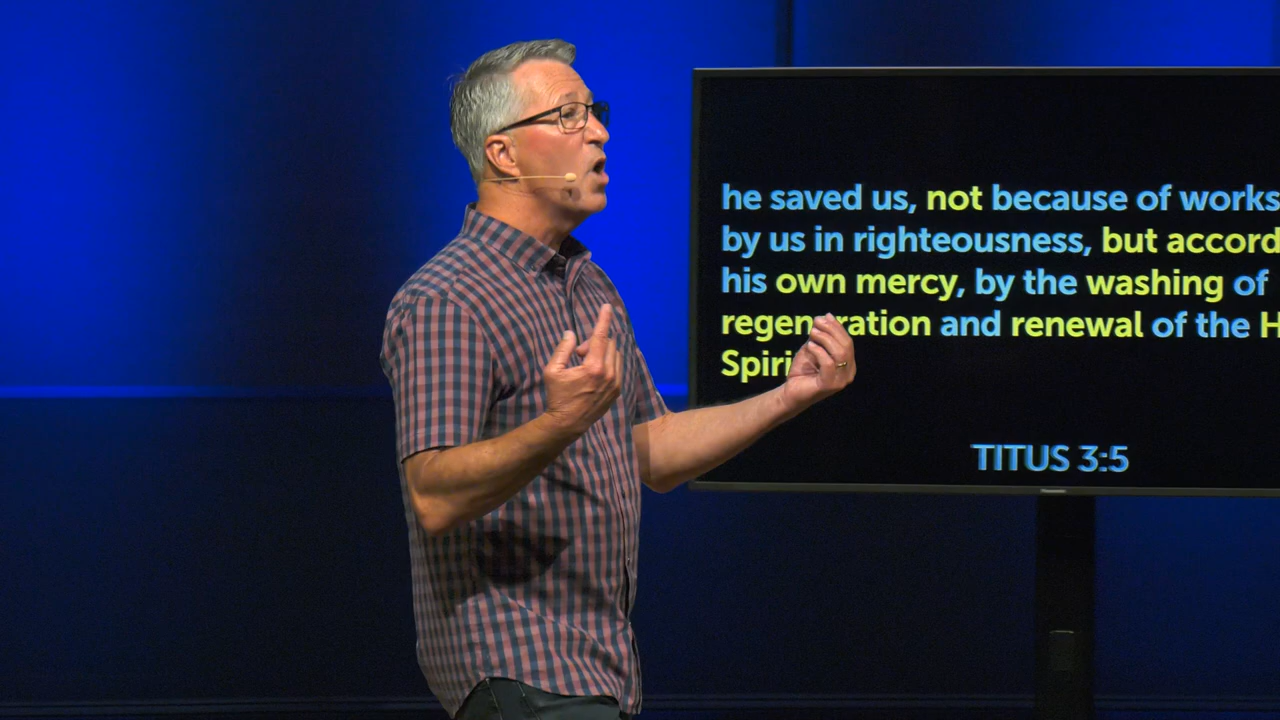 he saved us, not because of works
by us in righteousness, but accord
his own mercy, by the washing of
regeneration and renewal of the H
TITUS 3:5